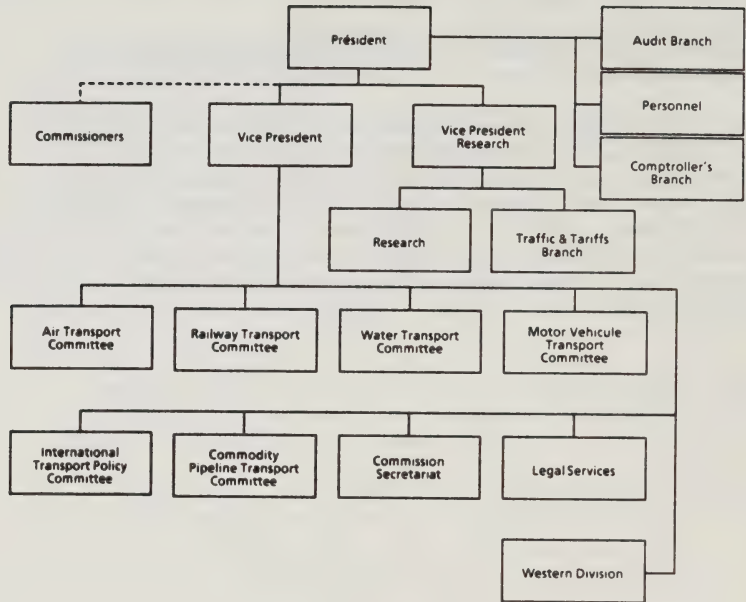 Président
Audit Branch
Personnel
Comptroller's
Branch
Commissioners
Vice President
Vice President
Research
Research
Traffic & Tariffs
Branch
Air Transport
Committee
Railway Transport
Committee
Water Transport
Committee
Motor Vehicule
Transport
Committee
International
Transport Policy
Committee
Commodity
Pipeline Transport
Committee
Commission
Secretariat
Legal Services
Western Division